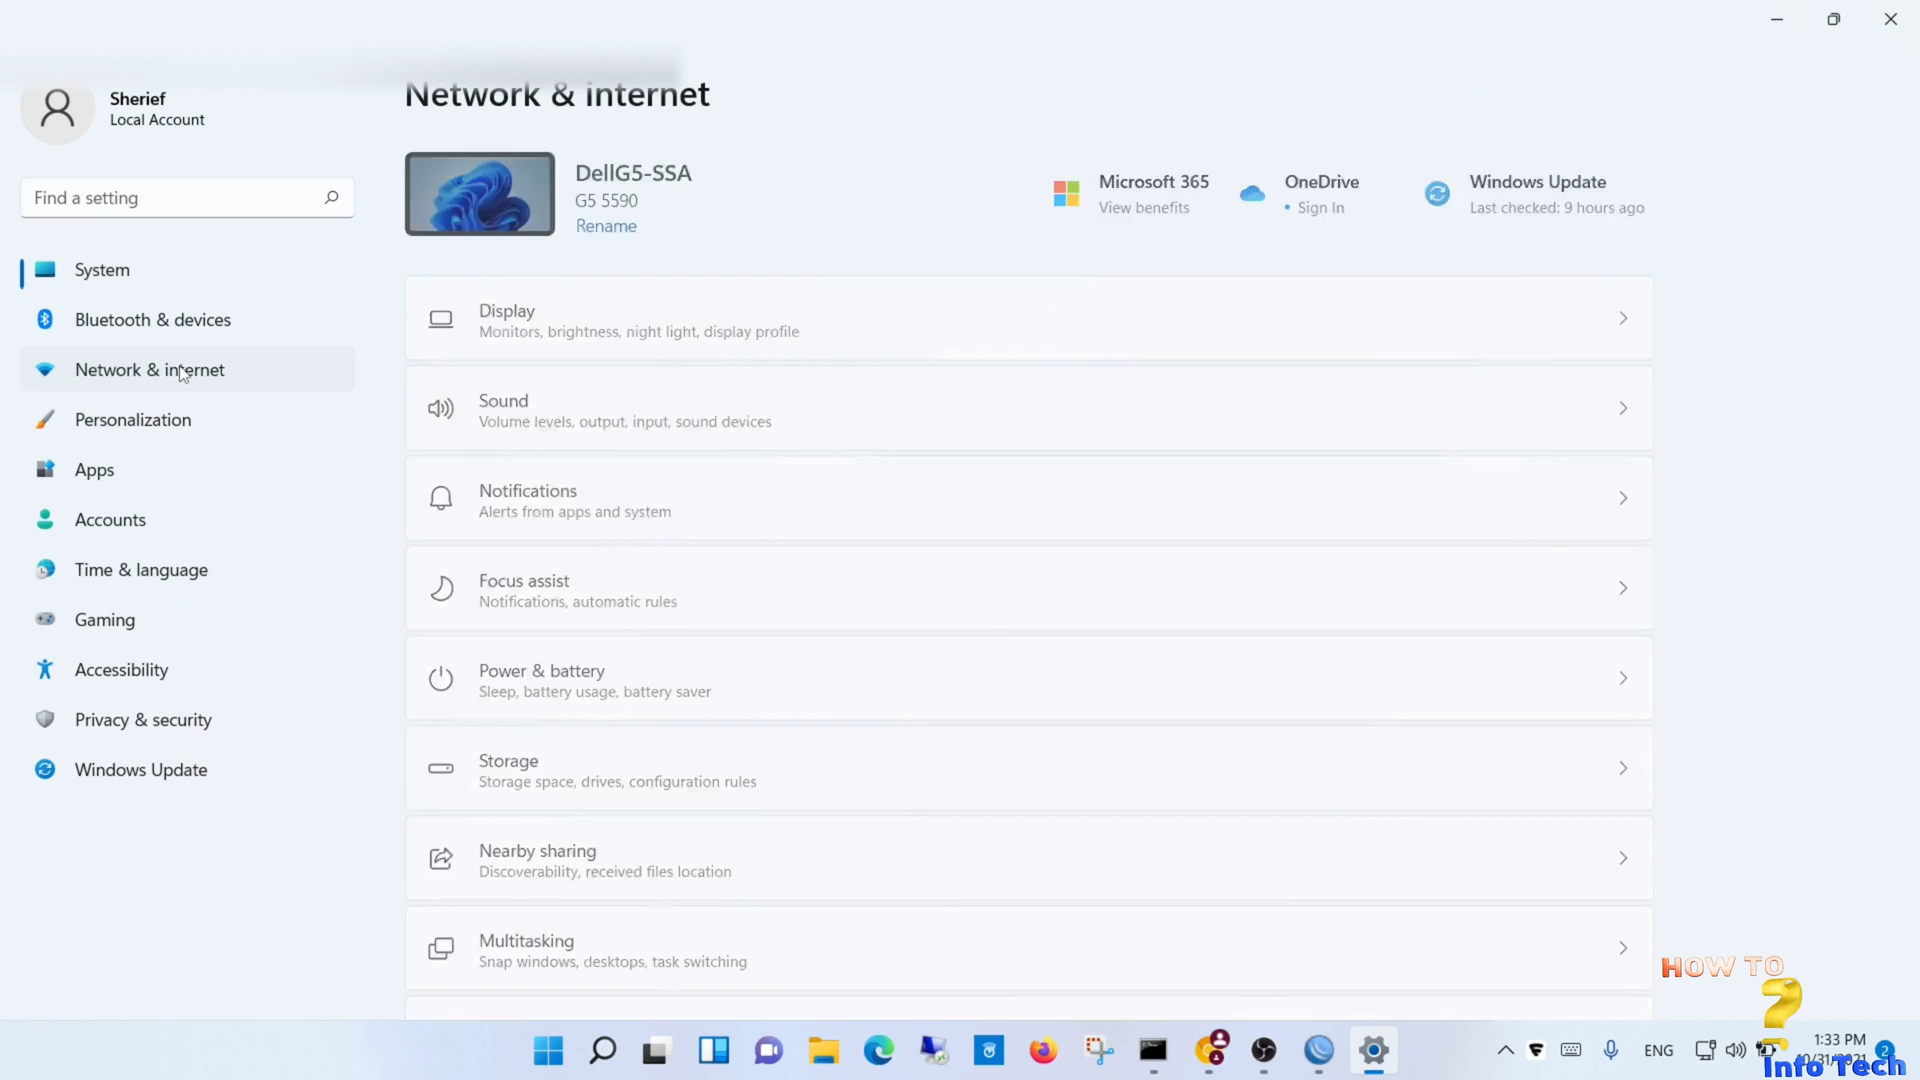 Network & internet
Sherief
Local Account
Find a setting
System
Bluetooth & devices
Network & internet
Personalization
Apps
Accounts
Time & language
Gaming
Accessibility
Privacy & security
Windows Update
DellG5-SSA
G5 5590
Rename
Microsoft 365
View benefits
OneDrive
• Sign In
Windows Update
Last checked: 9 hours ago
Display
Monitors, brightness, night light, display profile
Sound
Volume levels, output, input, sound devices
Notifications
Alerts from apps and system
Focus assist
Notifications, automatic rules
Power & battery
Sleep, battery usage, battery saver
Storage
Storage space, drives, configuration rules
Nearby sharing
Discoverability, received files location
Multitasking
Snap windows, desktops, task switching
HOW TO
?
Info Tech
ENG
1:33 PM
10/31/2021
2